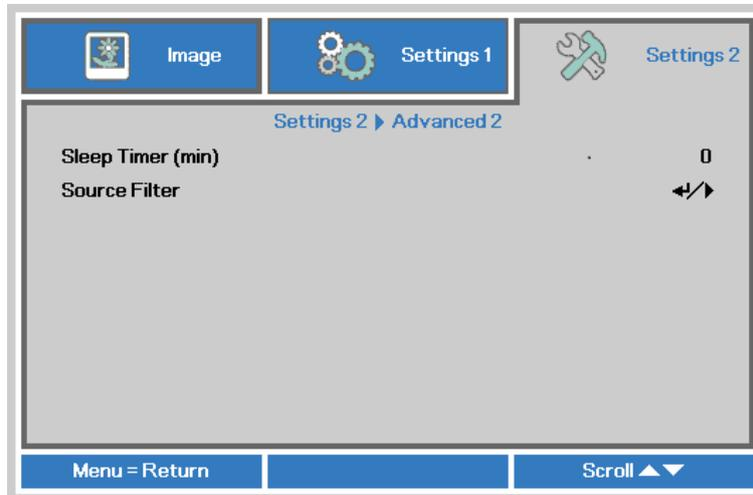 Image Settings 1 Settings 2
Settings 2 ▶ Advanced 2
Sleep Timer (min) 0
Source Filter ↵/▶
Menu = Return Scroll ▲▼